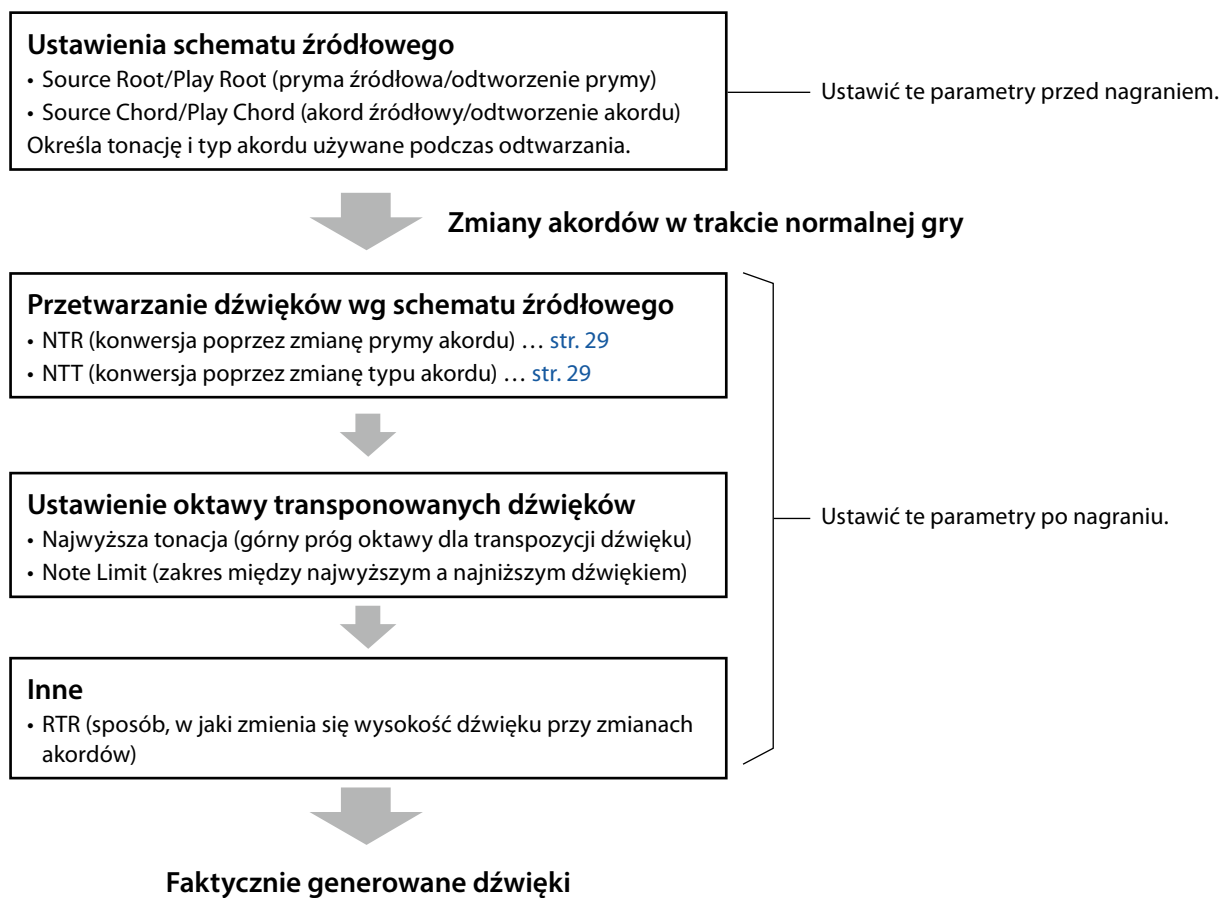 Ustawienia schematu źródłowego
• Source Root/Play Root (pryma źródłowa/odtworzenie prymy)
• Source Chord/Play Chord (akord źródłowy/odtworzenie akordu)
Określa tonację i typ akordu używane podczas odtwarzania.
Ustawić te parametry przed nagraniem.
Zmiany akordów w trakcie normalnej gry
Przetwarzanie dźwięków wg schematu źródłowego
• NTR (konwersja poprzez zmianę prymy akordu) … str. 29
• NTT (konwersja poprzez zmianę typu akordu) … str. 29
Ustawienie oktawy transponowanych dźwięków
• Najwyższa tonacja (górny próg oktawy dla transpozycji dźwięku)
• Note Limit (zakres między najwyższym a najniższym dźwiękiem)
Ustawić te parametry po nagraniu.
Inne
• RTR (sposób, w jaki zmienia się wysokość dźwięku przy zmianach
akordów)
Faktycznie generowane dźwięki